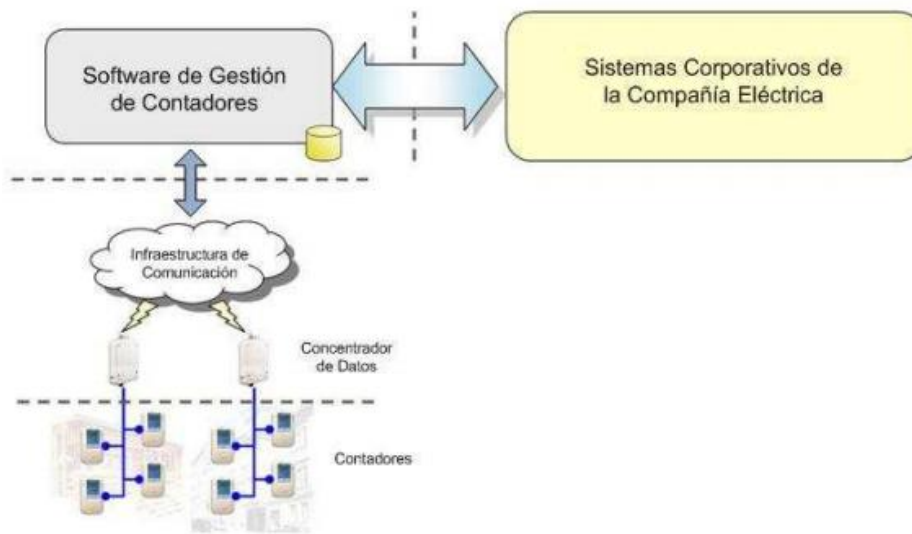 Software de Gestión
de Contadores
Sistemas Corporativos de
la Compañía Eléctrica
Infraestructura de
Comunicación
Concentrador
de Datos
Contadores